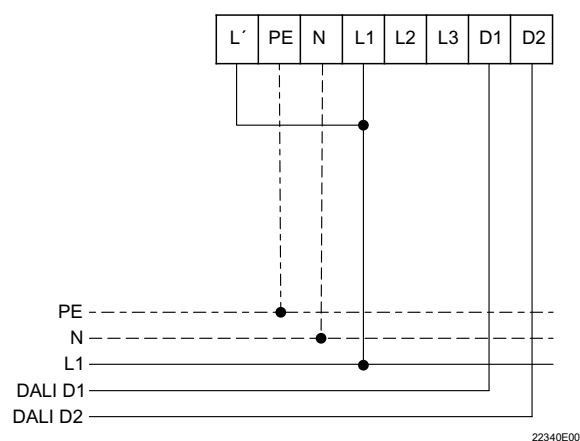 L´ PE N L1 L2 L3 D1 D2
PE
N
L1
DALI D1
DALI D2
22340E00